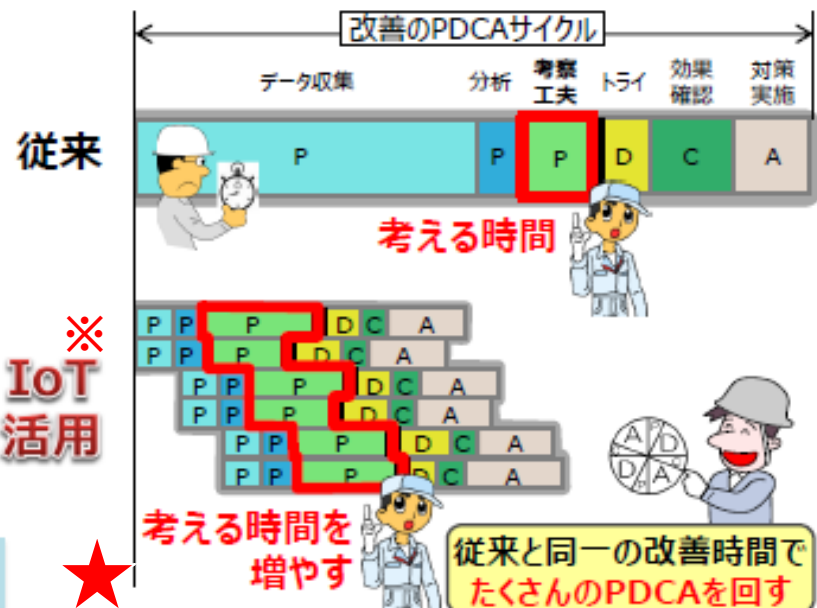 改善のPDCAサイクル
データ収集 分析 考察 トライ 効果 対策
工夫 確認 実施
従来 P P P D C A
考える時間
※ P P P D C A
P P P D C A
IoT P P P D C A
活用 P P P D C A
P P P D C A
P P P D C A
A P D
D P A
考える時間を
増やす
従来と同一の改善時間で
たくさんのPDCAを回す